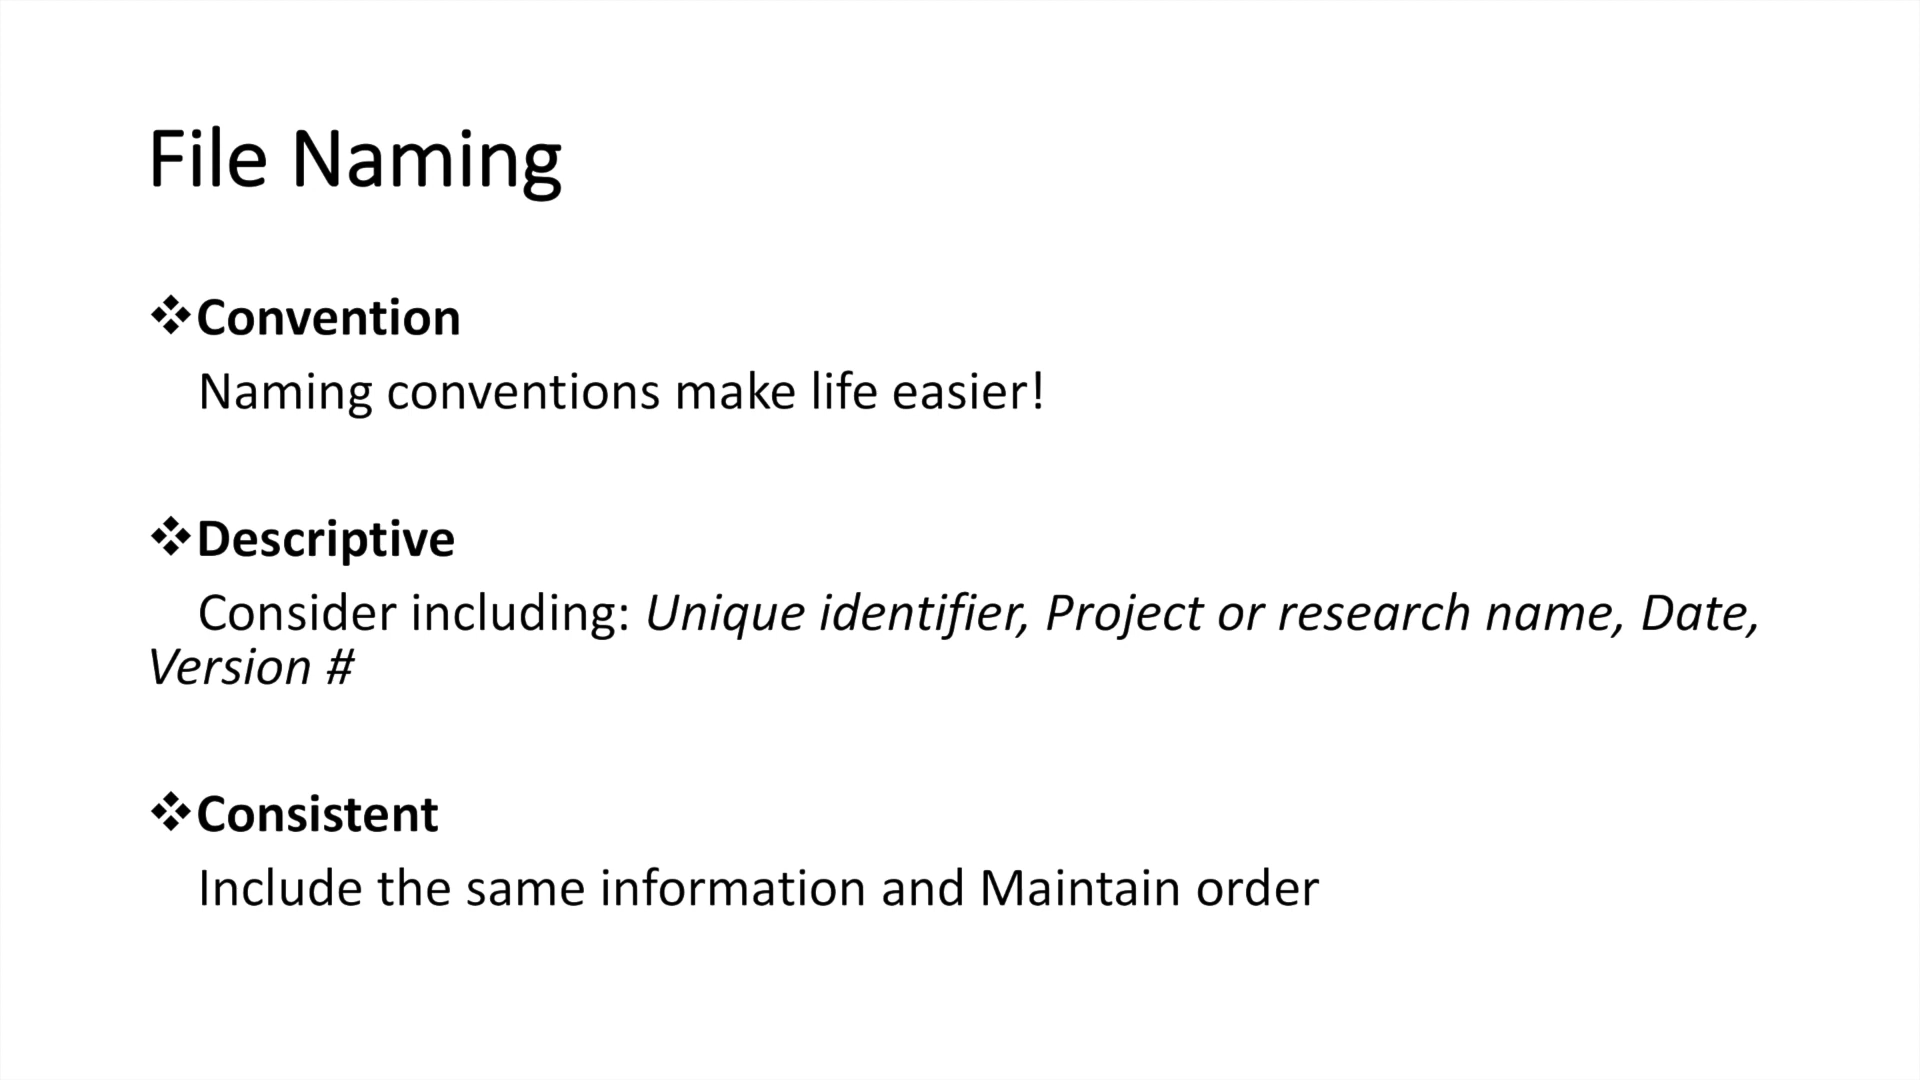 File Naming
❖Convention
Naming conventions make life easier!
❖Descriptive
Consider including: Unique identifier, Project or research name, Date,
Version #
❖Consistent
Include the same information and Maintain order